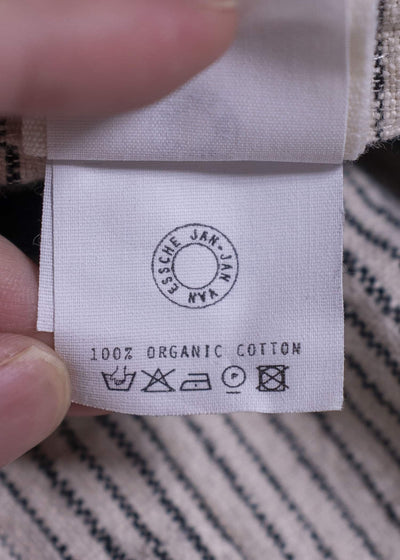 JAN-JAN VAN ESSCHE
100% ORGANIC COTTON
P